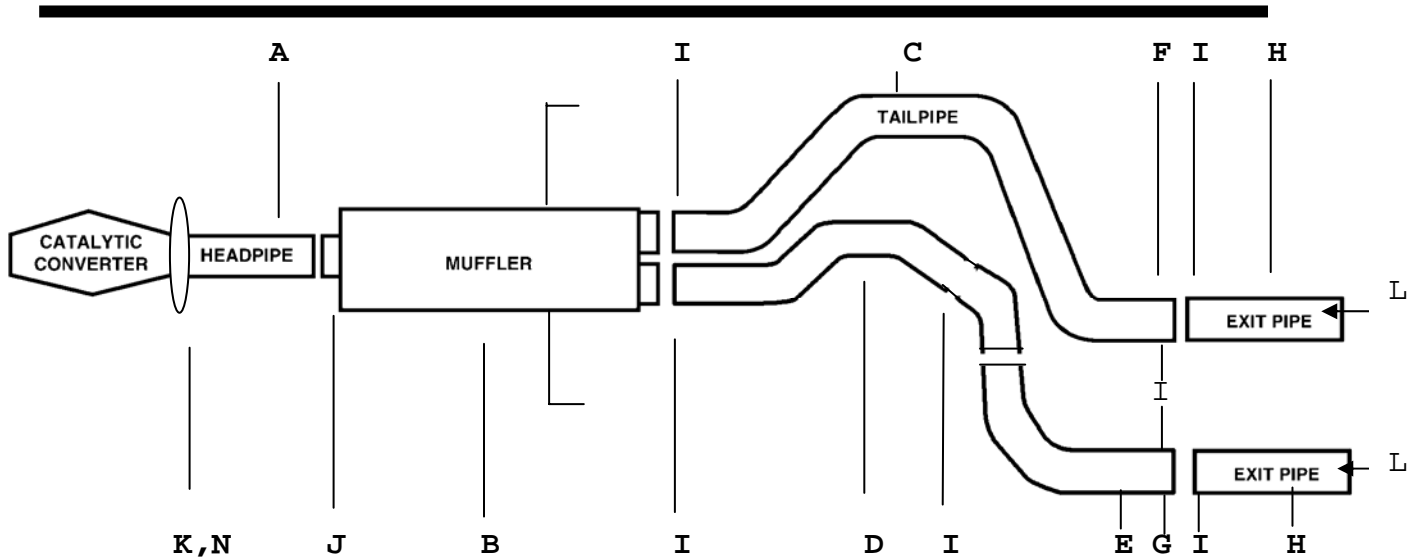 A I C F I H
TAILPIPE
CATALYTIC
CONVERTER
HEADPIPE
MUFFLER
L
EXIT PIPE
I
L
EXIT PIPE
K,N J B I D I E G I H